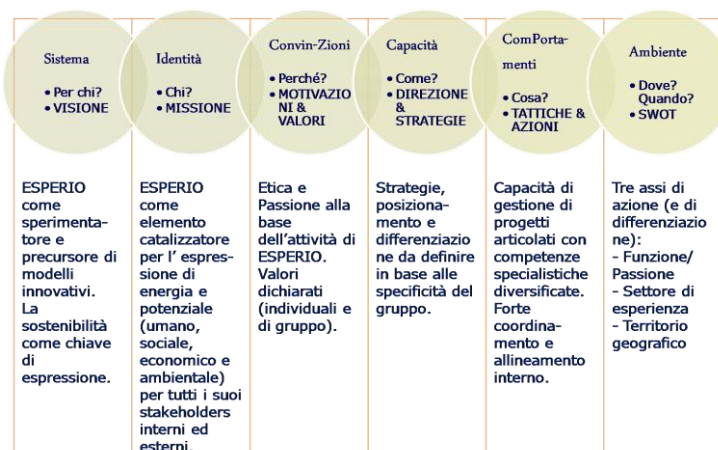 Sistema
• Per chi?
• VISIONE
Identità
• Chi?
• MISSIONE
Convin-Zioni
• Perché?
• MOTIVAZIO
NI &
VALORI
Capacità
• Come?
• DIREZIONE
&
STRATEGIE
ComPorta-
menti
• Cosa?
• TATTICHE &
AZIONI
Ambiente
• Dove?
Quando?
• SWOT
ESPERIO
come
sperimenta-
tore e
precursore di
modelli
innovativi.
La
sostenibilità
come chiave
di
espressione.
ESPERIO
come
elemento
catalizzatore
per l' espres-
sione di
energia e
potenziale
(umano,
sociale,
economico e
ambientale)
per tutti i suoi
stakeholders
interni ed
esterni.
Etica e
Passione alla
base
dell'attività di
ESPERIO.
Valori
dichiarati
(individuali e
di gruppo).
Strategie,
posiziona-
mento e
differenziazio
ne da definire
in base alle
specificità del
gruppo.
Capacità di
gestione di
progetti
articolati con
competenze
specialistiche
diversificate.
Forte
coordina-
mento e
allineamento
interno.
Tre assi di
azione (e di
differenziazio
ne):
- Funzione/
Passione
- Settore di
esperienza
- Territorio
geografico